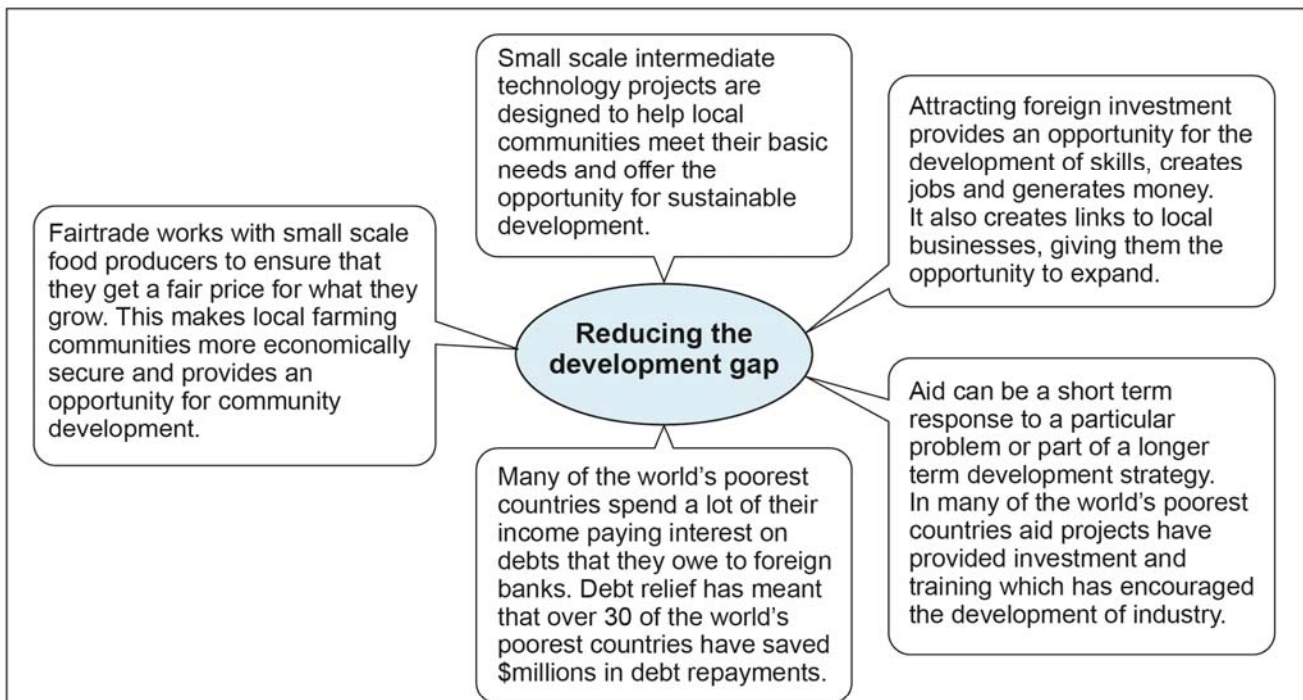 Small scale intermediate
technology projects are
designed to help local
communities meet their basic
needs and offer the
opportunity for sustainable
development.
Attracting foreign investment
provides an opportunity for the
development of skills, creates
jobs and generates money.
It also creates links to local
businesses, giving them the
opportunity to expand.
Fairtrade works with small scale
food producers to ensure that
they get a fair price for what they
grow. This makes local farming
communities more economically
secure and provides an
opportunity for community
development.
Reducing the
development gap
Aid can be a short term
response to a particular
problem or part of a longer
term development strategy.
In many of the world's poorest
countries aid projects have
provided investment and
training which has encouraged
the development of industry.
Many of the world's poorest
countries spend a lot of their
income paying interest on
debts that they owe to foreign
banks. Debt relief has meant
that over 30 of the world's
poorest countries have saved
$millions in debt repayments.